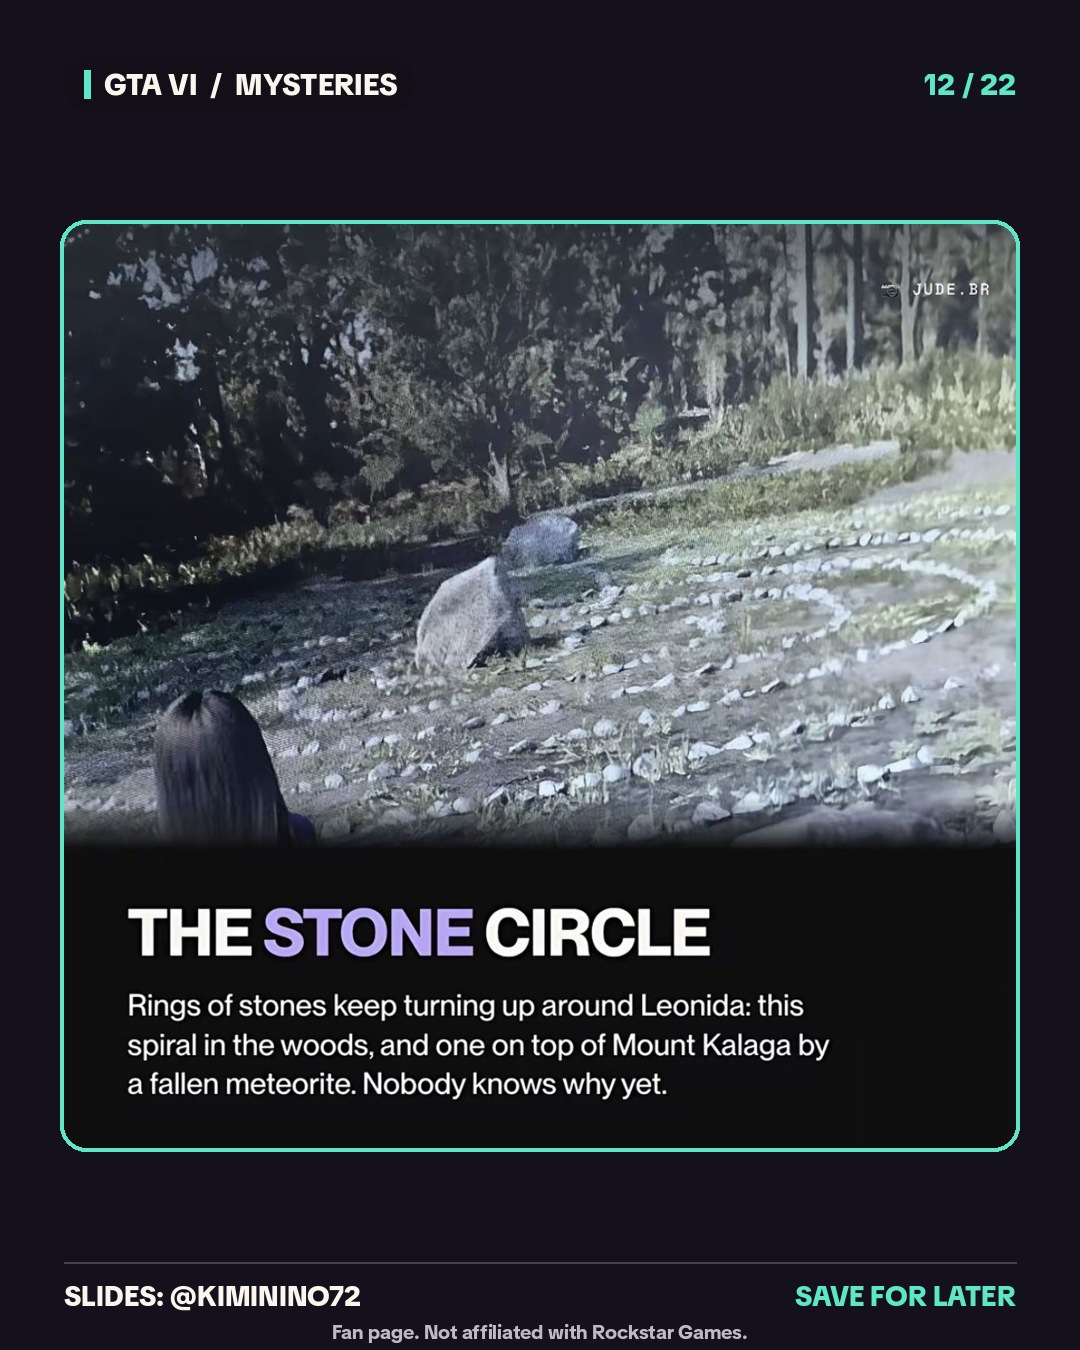 GTA VI / MYSTERIES
12 / 22
JUDE.BR
THE STONE CIRCLE
Rings of stones keep turning up around Leonida: this
spiral in the woods, and one on top of Mount Kalaga by
a fallen meteorite. Nobody knows why yet.
SLIDES: @KIMININO72
SAVE FOR LATER
Fan page. Not affiliated with Rockstar Games.